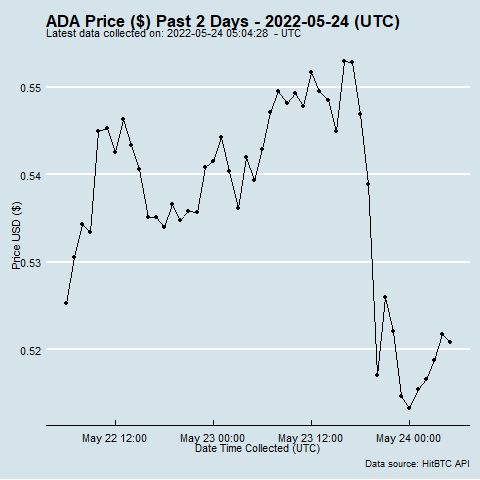 ADA Price ($) Past 2 Days - 2022-05-24 (UTC)
Latest data collected on: 2022-05-24 05:04:28 - UTC
0.55
0.54
0.53
0.52
Price USD ($)
May 22 12:00 May 23 00:00 May 23 12:00 May 24 00:00
Date Time Collected (UTC)
Data source: HitBTC API